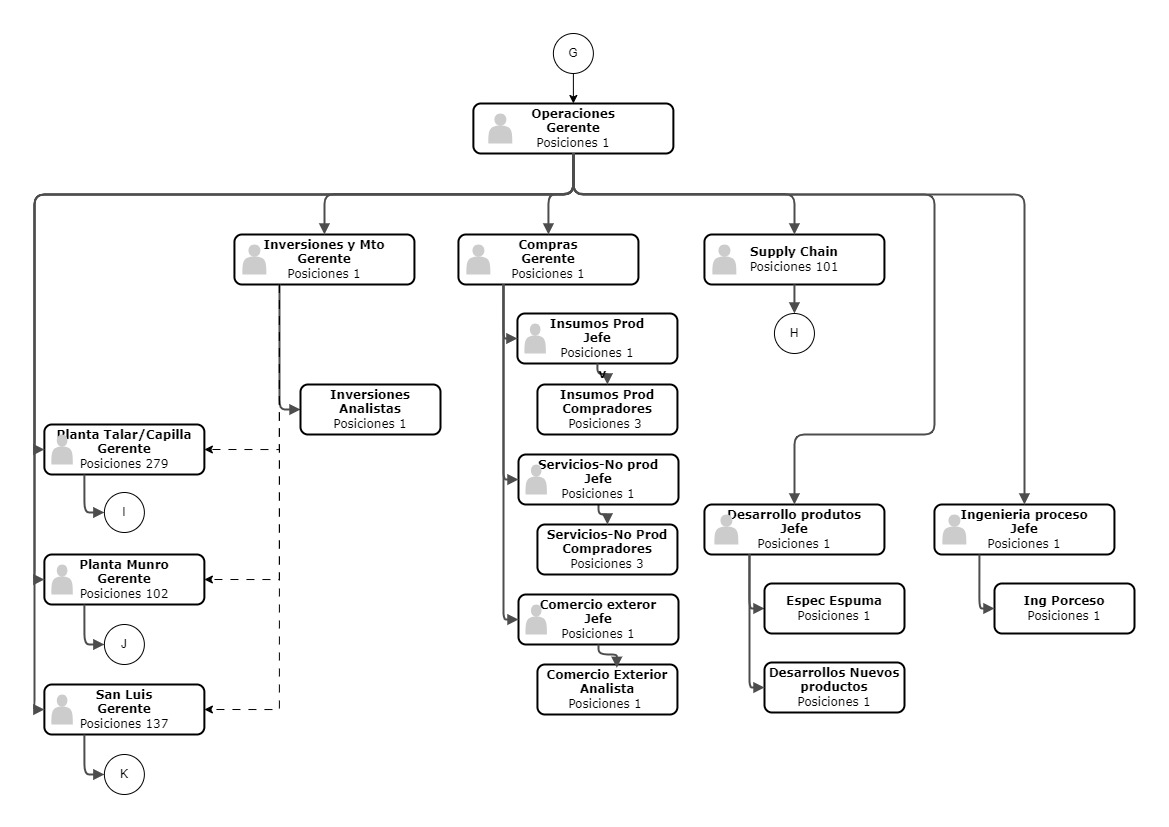 G
Operaciones
Gerente
Posiciones 1
Inversiones y Mto
Gerente
Posiciones 1
Compras
Gerente
Posiciones 1
Supply Chain
Posiciones 101
H
Insumos Prod
Jefe
Posiciones 1
v
Insumos Prod
Compradores
Posiciones 3
Inversiones
Analistas
Posiciones 1
Planta Talar/Capilla
Gerente
Posiciones 279
I
Servicios-No prod
Jefe
Posiciones 1
Servicios-No Prod
Compradores
Posiciones 3
Desarrollo produtos
Jefe
Posiciones 1
Ingenieria proceso
Jefe
Posiciones 1
Planta Munro
Gerente
Posiciones 102
J
Comercio exteror
Jefe
Posiciones 1
Comercio Exterior
Analista
Posiciones 1
Espec Espuma
Posiciones 1
Ing Porceso
Posiciones 1
Desarrollos Nuevos
productos
Posiciones 1
San Luis
Gerente
Posiciones 137
K